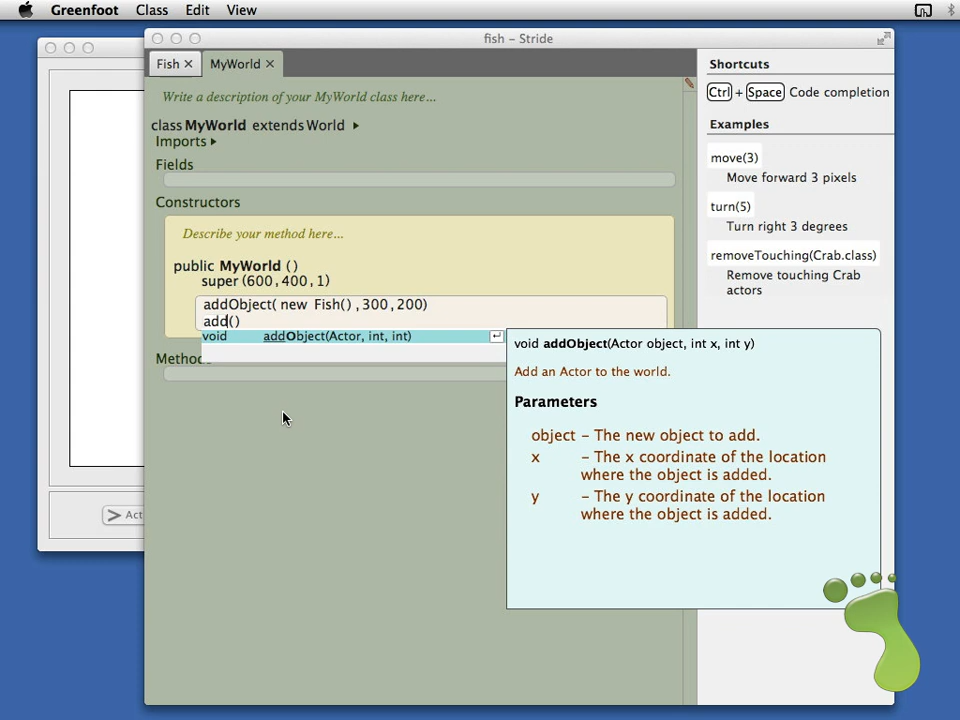 Greenfoot Class Edit View
fish – Stride
Fish ✕ MyWorld ✕
Write a description of your MyWorld class here...
class MyWorld extends World
Imports
Fields
Constructors
Describe your method here...
public MyWorld ()
super (600,400,1)
addObject( new Fish() ,300,200)
add()
void addObject(Actor, int, int)
Methods
void addObject(Actor object, int x, int y)
Add an Actor to the world.
Parameters
object – The new object to add.
x – The x coordinate of the location
where the object is added.
y – The y coordinate of the location
where the object is added.
Shortcuts
Ctrl + Space Code completion
Examples
move(3)
Move forward 3 pixels
turn(5)
Turn right 3 degrees
removeTouching(Crab.class)
Remove touching Crab
actors
Act